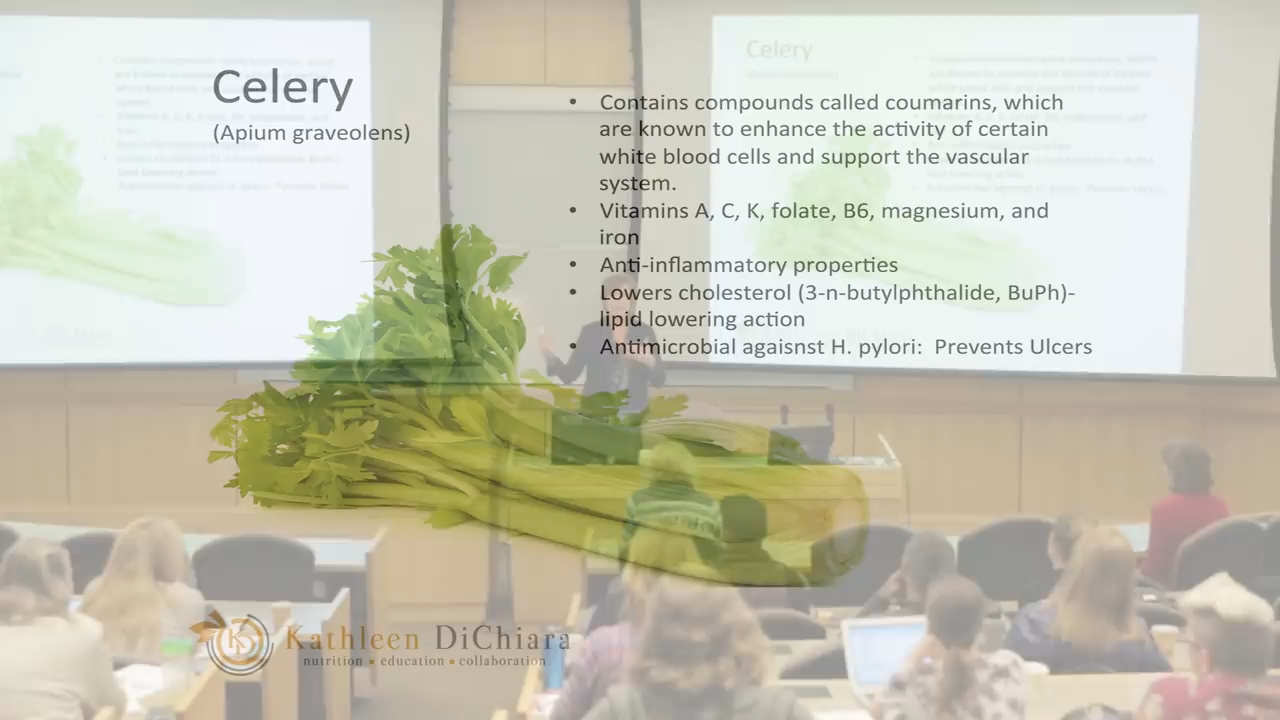 Celery
(Apium graveolens)
• Contains compounds called coumarins, which
are known to enhance the activity of certain
white blood cells and support the vascular
system.
• Vitamins A, C, K, folate, B6, magnesium, and
iron
• Anti-inflammatory properties
• Lowers cholesterol (3-n-butylphthalide, BuPh)-
lipid lowering action
• Antimicrobial agaisnst H. pylori:  Prevents Ulcers
Kathleen DiChiara
nutrition ▪ education ▪ collaboration
Celery